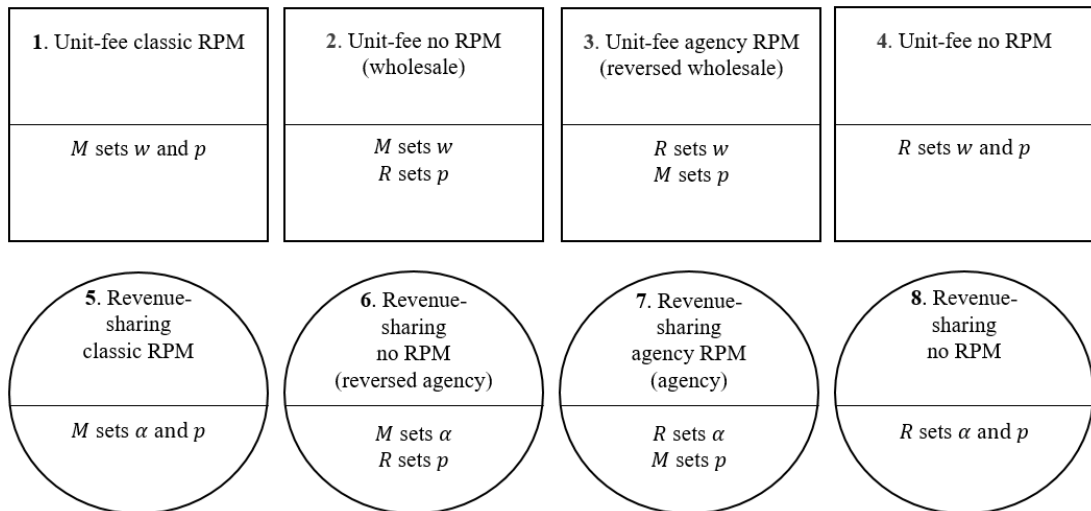 1. Unit-fee classic RPM
M sets w and p
2. Unit-fee no RPM
(wholesale)
M sets w
R sets p
3. Unit-fee agency RPM
(reversed wholesale)
R sets w
M sets p
4. Unit-fee no RPM
R sets w and p
5. Revenue-
sharing
classic RPM
M sets α and p
6. Revenue-
sharing
no RPM
(reversed agency)
M sets α
R sets p
7. Revenue-
sharing
agency RPM
(agency)
R sets α
M sets p
8. Revenue-
sharing
no RPM
R sets α and p